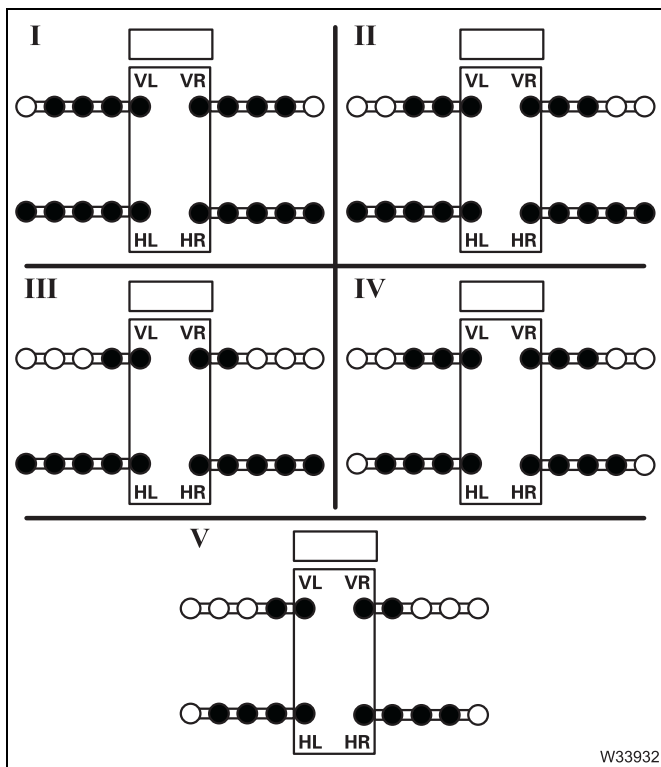 I II
VL VR VL VR
HL HR HL HR
III IV
VL VR VL VR
HL HR HL HR
V
VL VR
HL HR
W33932